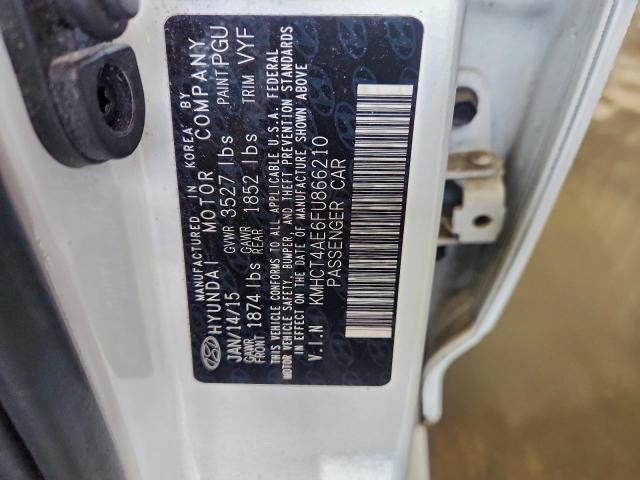 MANUFACTURED IN KOREA BY
HYUNDAI MOTOR COMPANY
JAN/14/15 GVWR 3527 lbs PAINT PGU
GAWR FRONT 1874 lbs GAWR REAR 1852 lbs TRIM VYF
THIS VEHICLE CONFORMS TO ALL APPLICABLE U.S.A. FEDERAL
MOTOR VEHICLE SAFETY, BUMPER, AND THEFT PREVENTION STANDARDS
IN EFFECT ON THE DATE OF MANUFACTURE SHOWN ABOVE
V.I.N KMHCT4AE6FU866210
PASSENGER CAR